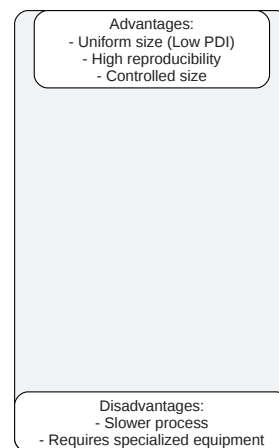 Advantages:
- Uniform size (Low PDI)
- High reproducibility
- Controlled size
Disadvantages:
- Slower process
- Requires specialized equipment